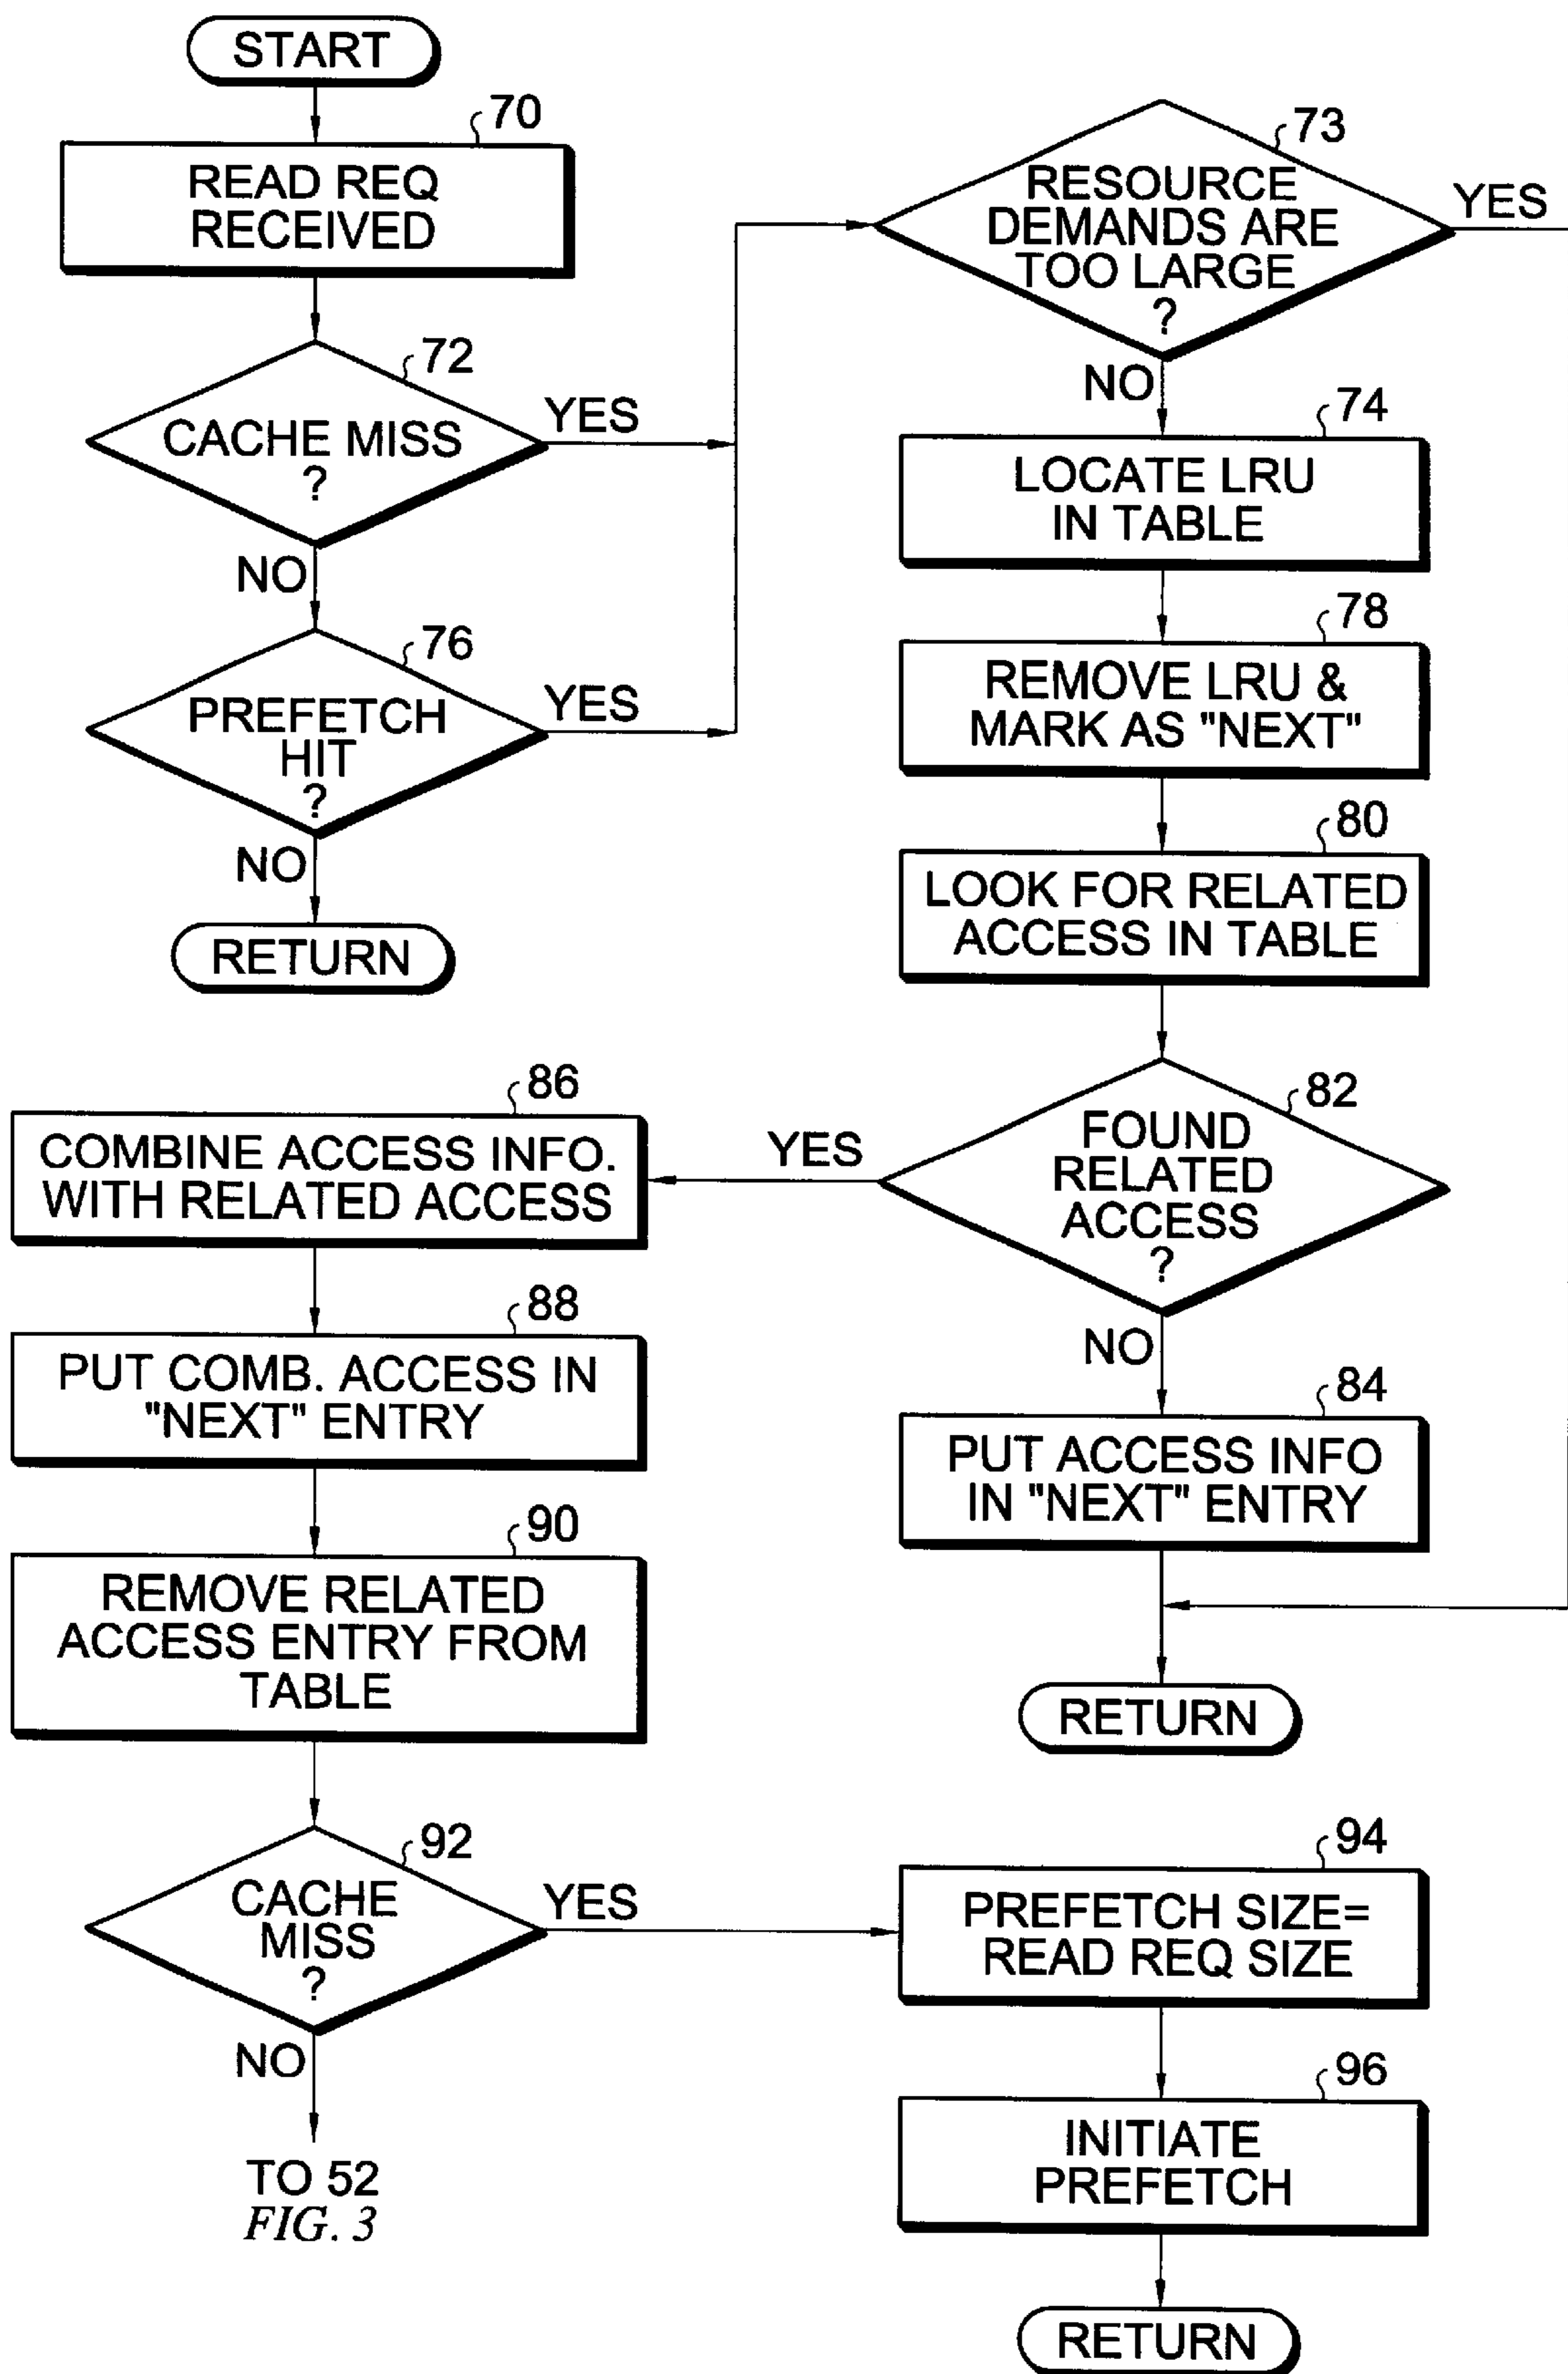 START
70
READ REQ
RECEIVED
72
CACHE MISS
?
YES
NO
76
PREFETCH
HIT
?
YES
NO
RETURN
73
RESOURCE
DEMANDS ARE
TOO LARGE
?
YES
NO
74
LOCATE LRU
IN TABLE
78
REMOVE LRU &
MARK AS "NEXT"
80
LOOK FOR RELATED
ACCESS IN TABLE
82
FOUND
RELATED
ACCESS
?
YES
NO
84
PUT ACCESS INFO
IN "NEXT" ENTRY
RETURN
86
COMBINE ACCESS INFO.
WITH RELATED ACCESS
88
PUT COMB. ACCESS IN
"NEXT" ENTRY
90
REMOVE RELATED
ACCESS ENTRY FROM
TABLE
92
CACHE
MISS
?
YES
NO
TO 52
FIG. 3
94
PREFETCH SIZE=
READ REQ SIZE
96
INITIATE
PREFETCH
RETURN